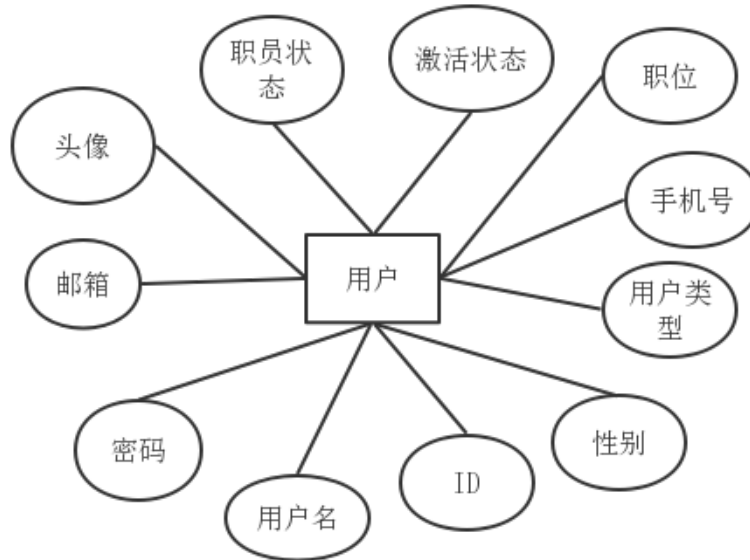 职员状
态
激活状态
职位
头像
手机号
用户
邮箱
用户类
型
密码
用户名
ID
性别